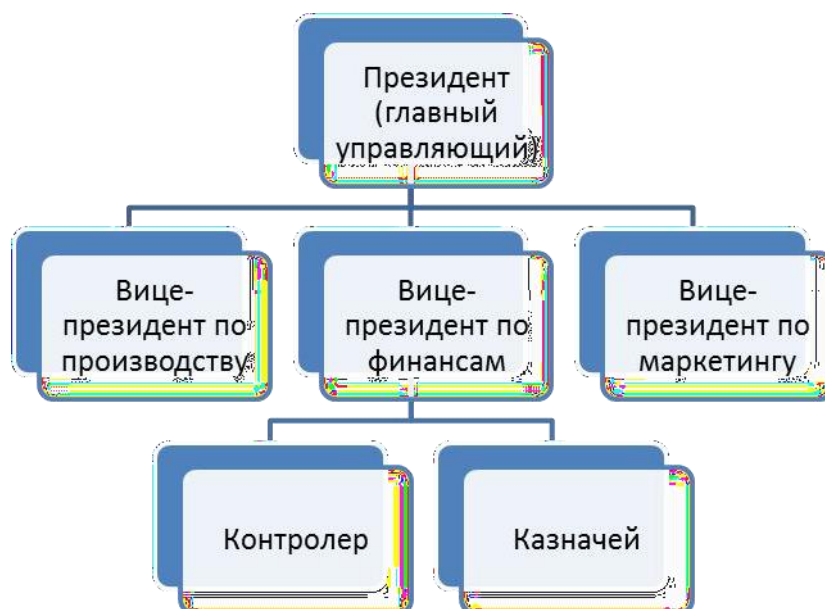 Президент
(главный
управляющий)
Вице-
президент по
производству
Вице-
президент по
финансам
Вице-
президент по
маркетингу
Контролер
Казначей